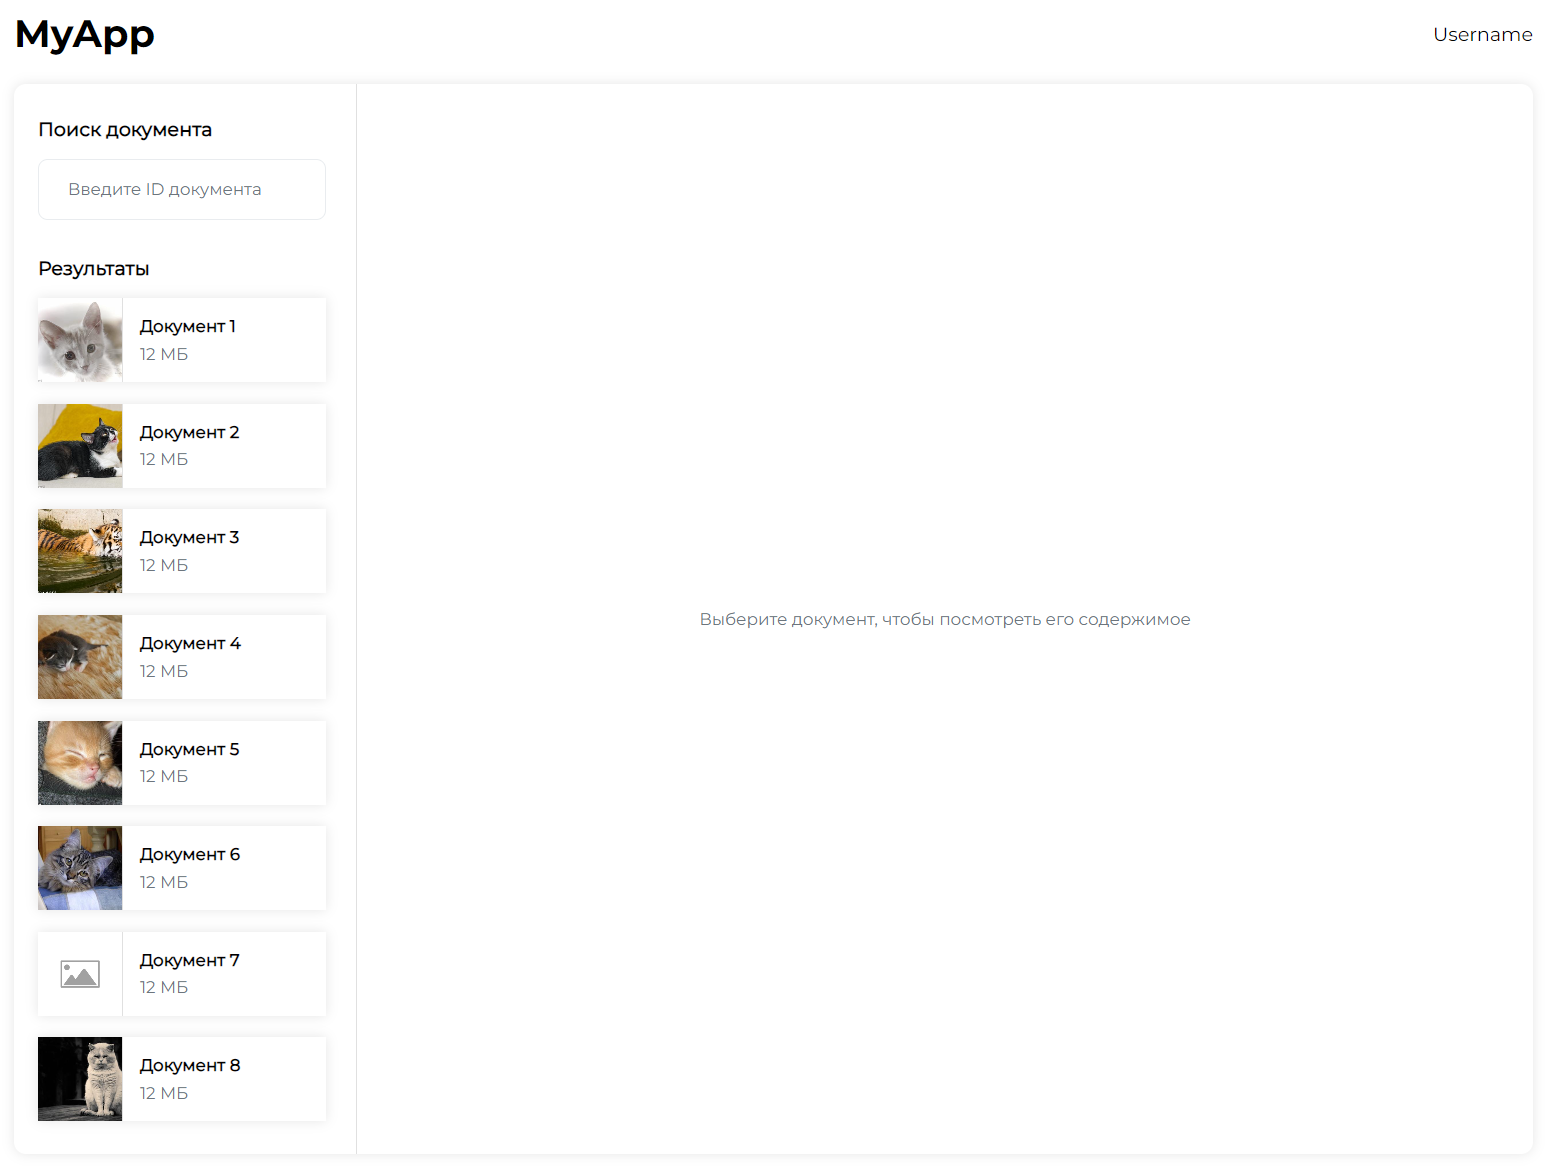 MyApp
Username
Поиск документа
Введите ID документа
Результаты
Документ 1
12 МБ
Документ 2
12 МБ
Документ 3
12 МБ
Документ 4
12 МБ
Документ 5
12 МБ
Документ 6
12 МБ
Документ 7
12 МБ
Документ 8
12 МБ
Выберите документ, чтобы посмотреть его содержимое